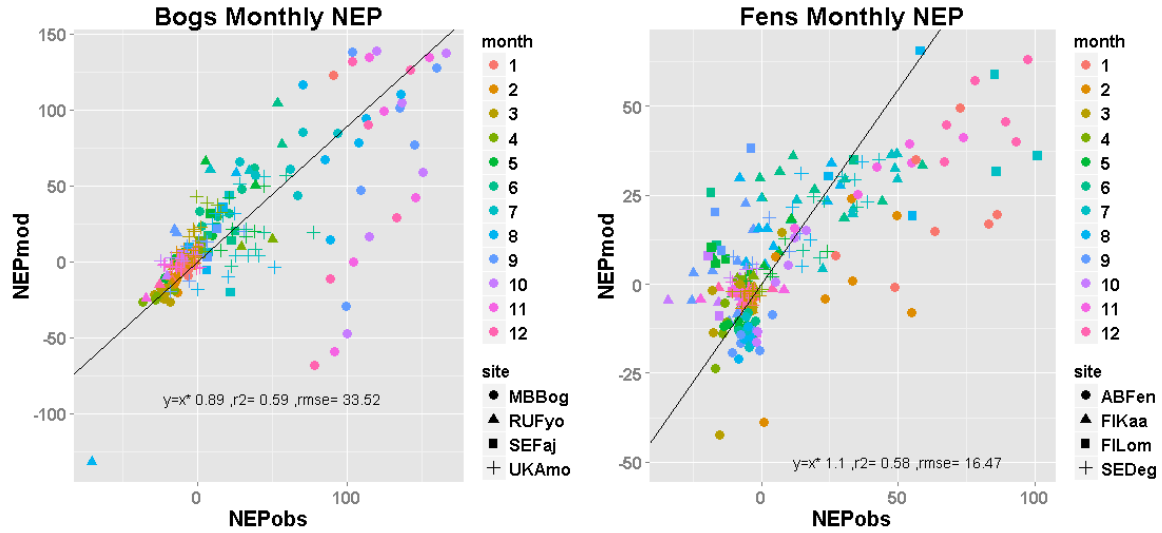 Bogs Monthly NEP
150
100
50
0
-50
-100
NEPmod
0
100
NEPobs
y=x* 0.89 ,r2= 0.59 ,rmse= 33.52
month
1
2
3
4
5
6
7
8
9
10
11
12
site
MBBog
RUFyo
SEFaj
UKAmo
Fens Monthly NEP
50
25
0
-25
-50
NEPmod
0
50
100
NEPobs
y=x* 1.1 ,r2= 0.58 ,rmse= 16.47
month
1
2
3
4
5
6
7
8
9
10
11
12
site
ABFen
FIKaa
FILom
SEDeg